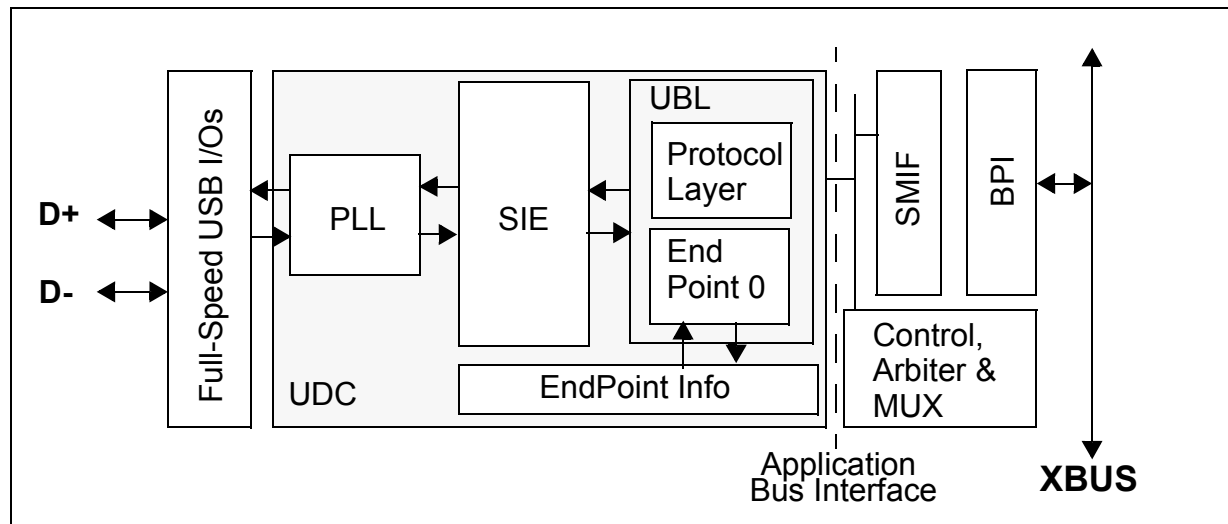 D+
D-
Full-Speed USB I/Os
PLL
SIE
UBL
Protocol
Layer
End
Point 0
EndPoint Info
UDC
SMIF
BPI
Control,
Arbiter &
MUX
Application
Bus Interface
XBUS